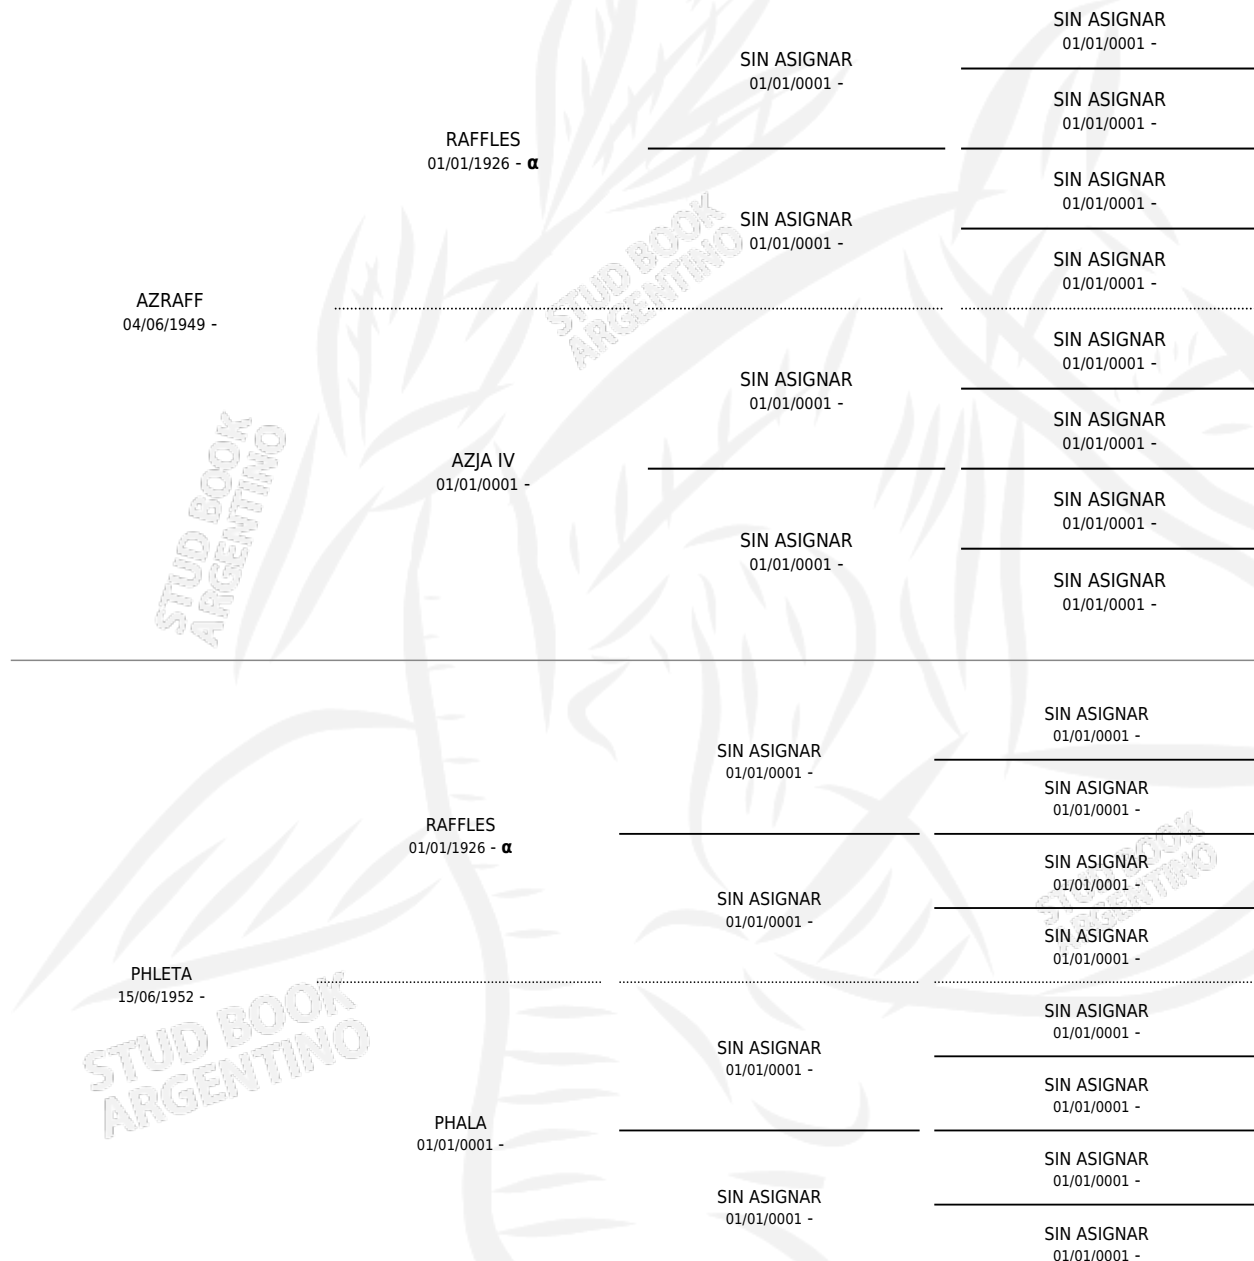 SIN ASIGNAR
01/01/0001 -
SIN ASIGNAR
01/01/0001 -
SIN ASIGNAR
01/01/0001 -
RAFFLES
01/01/1926 - α
SIN ASIGNAR
01/01/0001 -
SIN ASIGNAR
01/01/0001 -
SIN ASIGNAR
01/01/0001 -
STUD BOOK
ARGENTINO
AZRAFF
04/06/1949 -
SIN ASIGNAR
01/01/0001 -
SIN ASIGNAR
01/01/0001 -
SIN ASIGNAR
01/01/0001 -
STUD BOOK
ARGENTINO
AZJA IV
01/01/0001 -
SIN ASIGNAR
01/01/0001 -
SIN ASIGNAR
01/01/0001 -
SIN ASIGNAR
01/01/0001 -
SIN ASIGNAR
01/01/0001 -
SIN ASIGNAR
01/01/0001 -
SIN ASIGNAR
01/01/0001 -
RAFFLES
01/01/1926 - α
SIN ASIGNAR
01/01/0001 -
SIN ASIGNAR
01/01/0001 -
SIN ASIGNAR
01/01/0001 -
STUD BOOK
ARGENTINO
PHLETA
15/06/1952 -
STUD BOOK
ARGENTINO
SIN ASIGNAR
01/01/0001 -
SIN ASIGNAR
01/01/0001 -
SIN ASIGNAR
01/01/0001 -
PHALA
01/01/0001 -
SIN ASIGNAR
01/01/0001 -
SIN ASIGNAR
01/01/0001 -
SIN ASIGNAR
01/01/0001 -